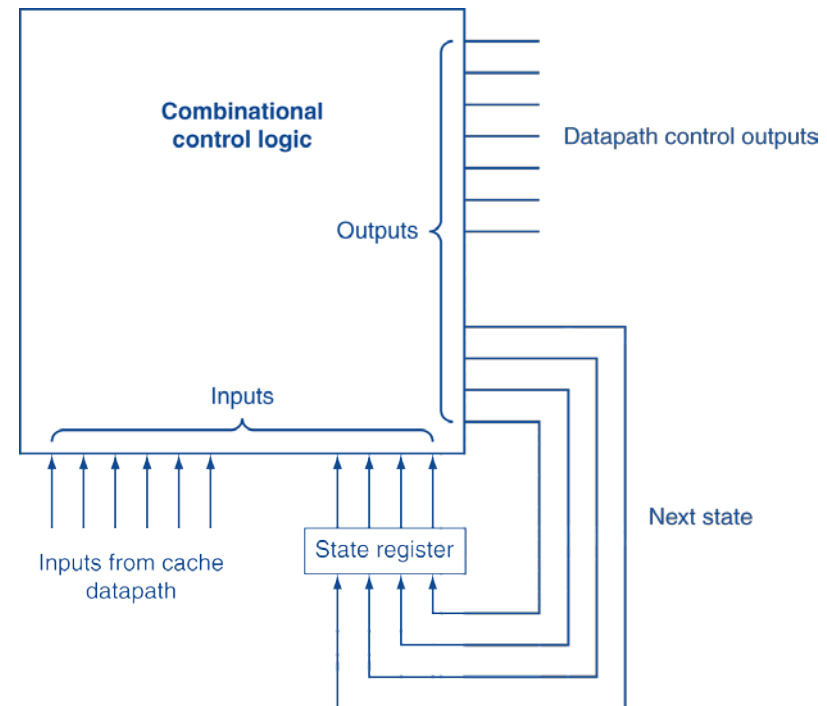 Combinational
control logic
Datapath control outputs
Outputs
Inputs
Next state
State register
Inputs from cache
datapath